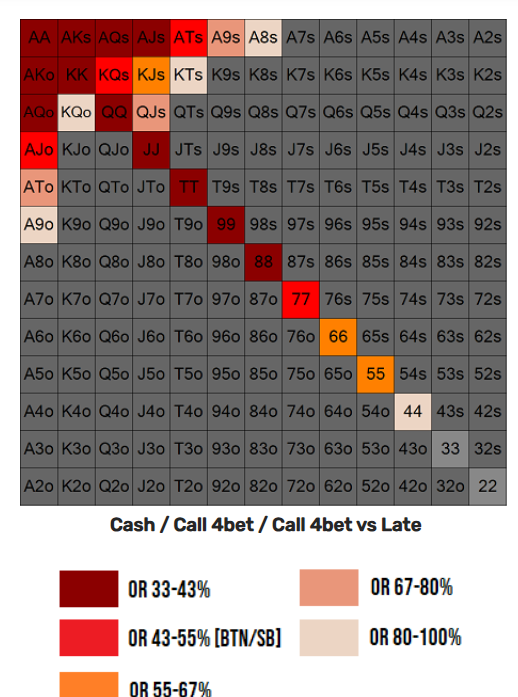 AA AKs AQs AJs ATs A9s A8s A7s A6s A5s A4s A3s A2s
AKo KK KQs KJs KTs K9s K8s K7s K6s K5s K4s K3s K2s
AQo KQo QQ QJs QTs Q9s Q8s Q7s Q6s Q5s Q4s Q3s Q2s
AJo KJo QJo JJ JTs J9s J8s J7s J6s J5s J4s J3s J2s
ATo KTo QTo JTo TT T9s T8s T7s T6s T5s T4s T3s T2s
A9o K9o Q9o J9o T9o 99 98s 97s 96s 95s 94s 93s 92s
A8o K8o Q8o J8o T8o 98o 88 87s 86s 85s 84s 83s 82s
A7o K7o Q7o J7o T7o 97o 87o 77 76s 75s 74s 73s 72s
A6o K6o Q6o J6o T6o 96o 86o 76o 66 65s 64s 63s 62s
A5o K5o Q5o J5o T5o 95o 85o 75o 65o 55 54s 53s 52s
A4o K4o Q4o J4o T4o 94o 84o 74o 64o 54o 44 43s 42s
A3o K3o Q3o J3o T3o 93o 83o 73o 63o 53o 43o 33 32s
A2o K2o Q2o J2o T2o 92o 82o 72o 62o 52o 42o 32o 22
Cash / Call 4bet / Call 4bet vs Late
OR 33-43% OR 67-80%
OR 43-55% [BTN/SB] OR 80-100%
OR 55-67%